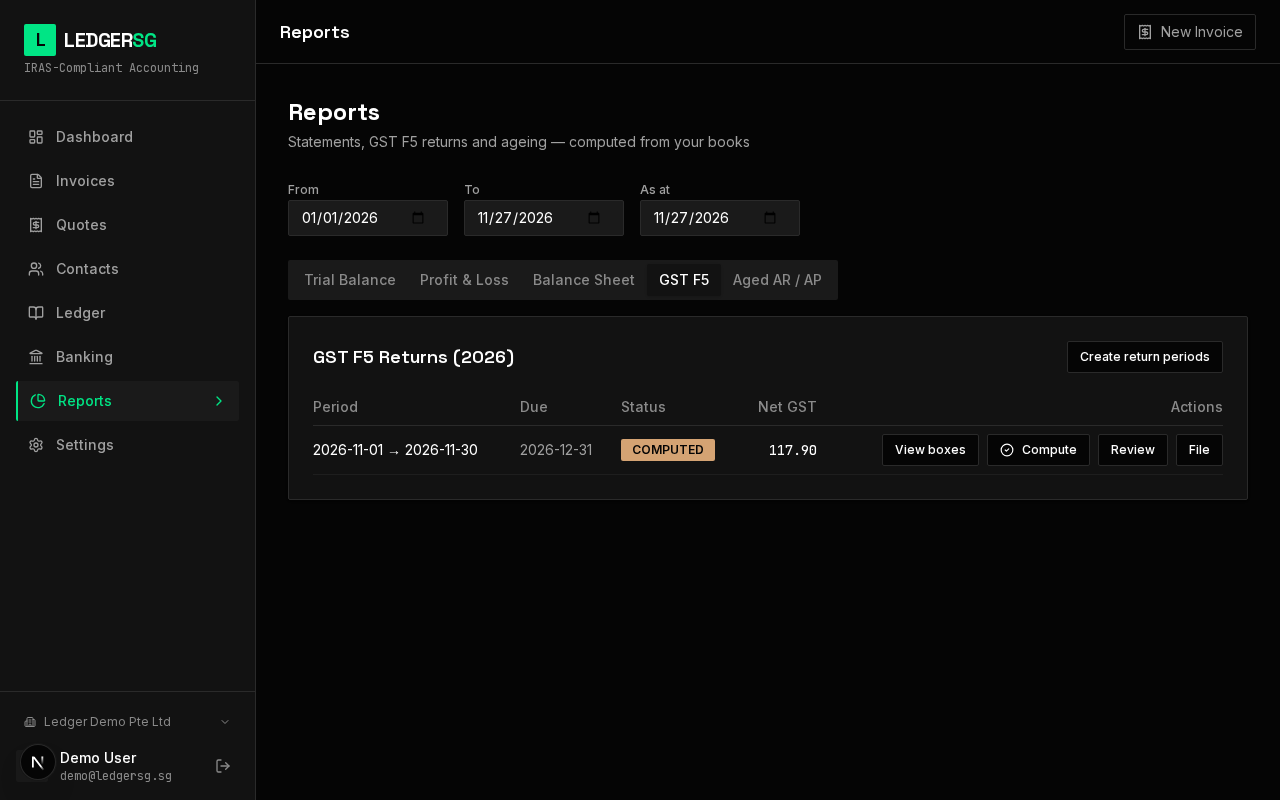 L LEDGERSG
IRAS-Compliant Accounting
Dashboard
Invoices
Quotes
Contacts
Ledger
Banking
Reports
Settings
Ledger Demo Pte Ltd
N
Demo User
demo@ledgersg.sg
Reports
New Invoice
Reports
Statements, GST F5 returns and ageing — computed from your books
From To As at
01/01/2026 11/27/2026 11/27/2026
Trial Balance Profit & Loss Balance Sheet GST F5 Aged AR / AP
GST F5 Returns (2026) Create return periods
Period Due Status Net GST Actions
2026-11-01 → 2026-11-30 2026-12-31 COMPUTED 117.90 View boxes Compute Review File